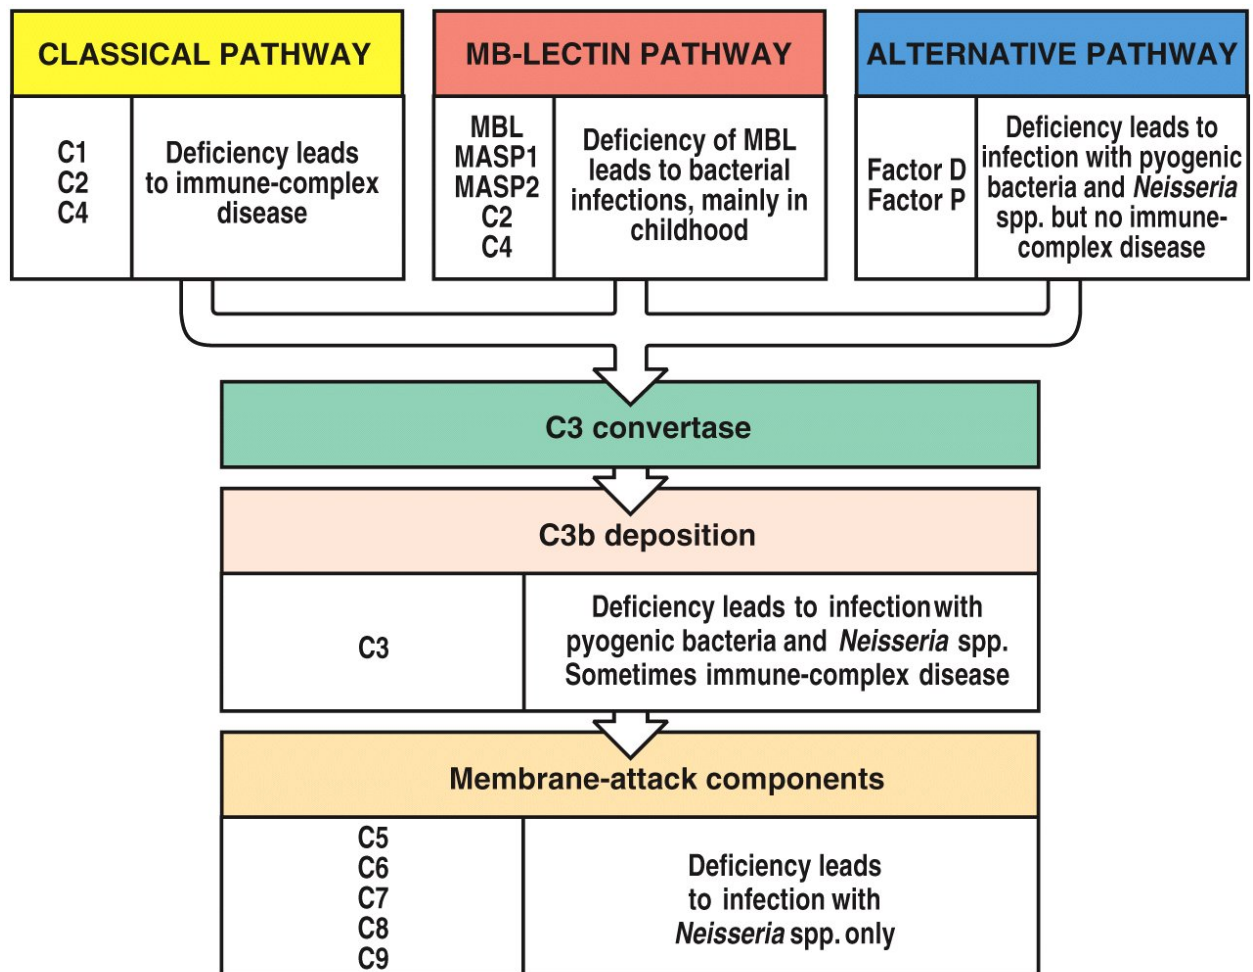 CLASSICAL PATHWAY
C1
C2
C4
Deficiency leads
to immune-complex
disease
MB-LECTIN PATHWAY
MBL
MASP1
MASP2
C2
C4
Deficiency of MBL
leads to bacterial
infections, mainly in
childhood
ALTERNATIVE PATHWAY
Factor D
Factor P
Deficiency leads to
infection with pyogenic
bacteria and Neisseria
spp. but no immune-
complex disease
C3 convertase
C3b deposition
C3
Deficiency leads to infection with
pyogenic bacteria and Neisseria spp.
Sometimes immune-complex disease
Membrane-attack components
C5
C6
C7
C8
C9
Deficiency leads
to infection with
Neisseria spp. only